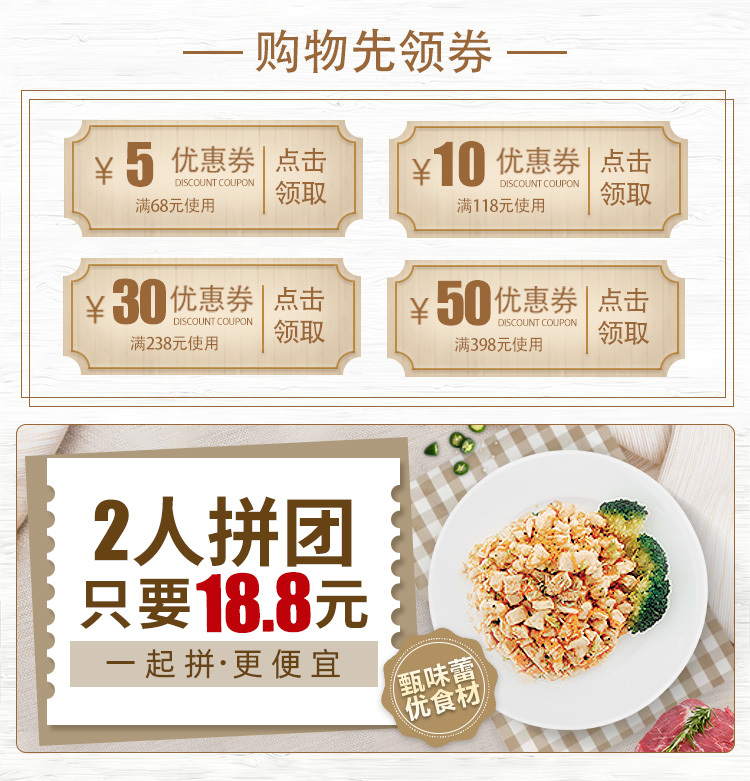 购物先领券
¥ 5 优惠券
DISCOUNT COUPON
满68元使用
点击
领取
¥ 10 优惠券
DISCOUNT COUPON
满118元使用
点击
领取
¥ 30 优惠券
DISCOUNT COUPON
满238元使用
点击
领取
¥ 50 优惠券
DISCOUNT COUPON
满398元使用
点击
领取
2人拼团
只要18.8元
一起拼·更便宜
甄味蕾
优食材